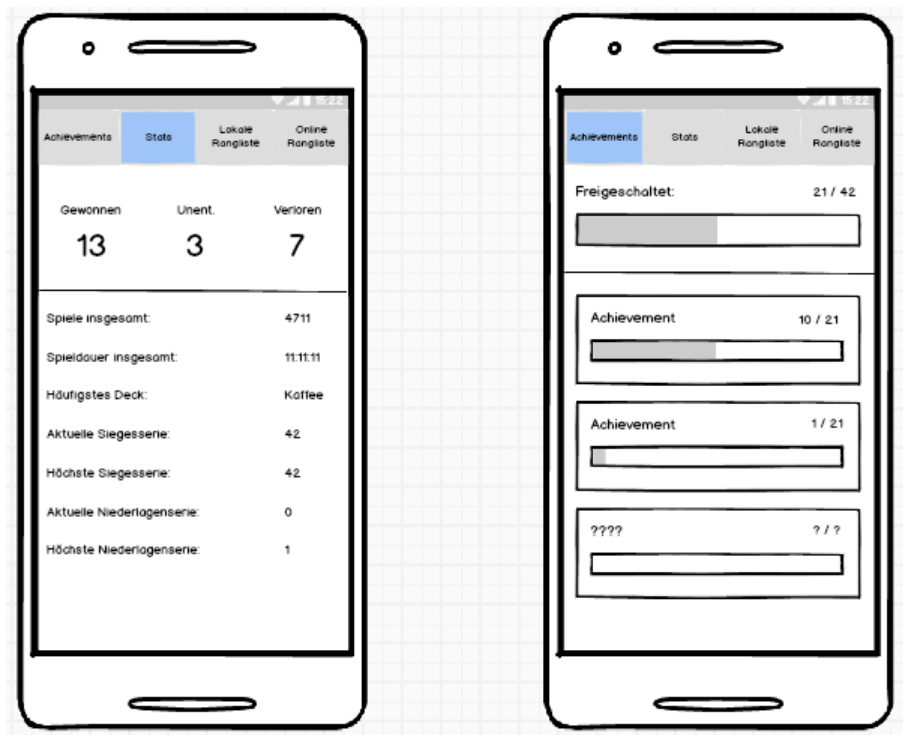 15:22
Achievements
Stats
Lokale
Rangliste
Online
Rangliste
Gewonnen
Unent.
Verloren
13
3
7
Spiele insgesamt:
4711
Spieldauer insgesamt:
11:11:11
Häufigstes Deck:
Kaffee
Aktuelle Siegesserie:
42
Höchste Siegesserie:
42
Aktuelle Niederlagenserie:
0
Höchste Niederlagenserie:
1
15:22
Achievements
Stats
Lokale
Rangliste
Online
Rangliste
Freigeschaltet:
21 / 42
Achievement
10 / 21
Achievement
1 / 21
????
? / ?